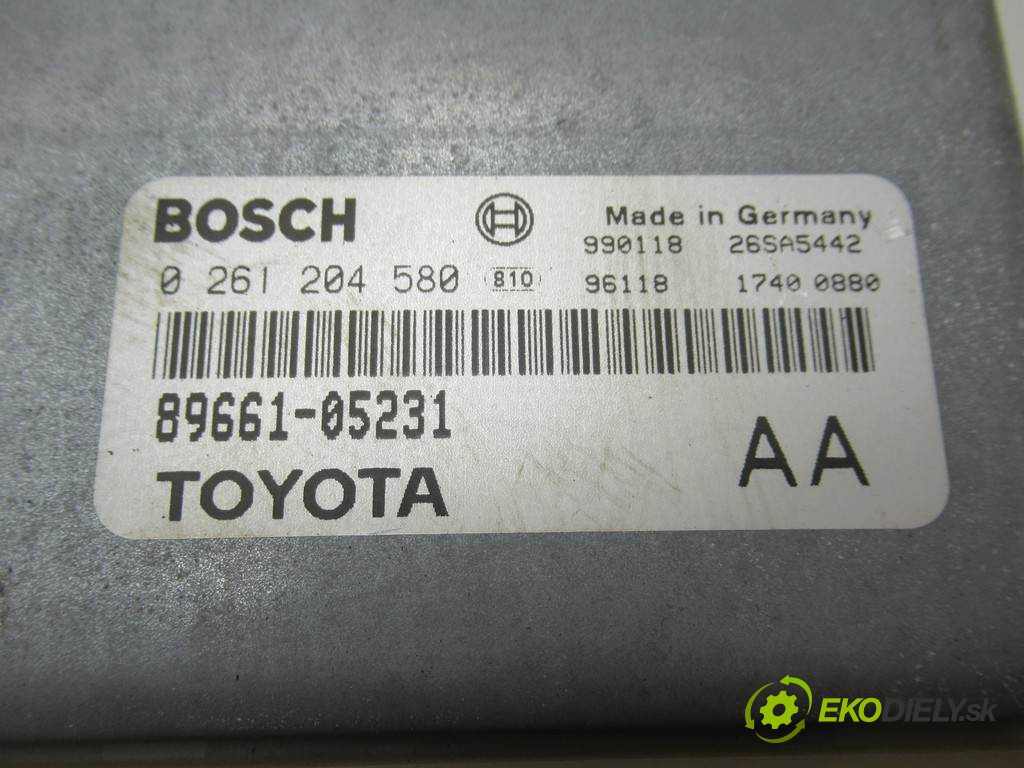 BOSCH Made in Germany
990118 26SA5442
0 261 204 580 810 96118 1740 0880
89661-05231
TOYOTA AA
EKODIELY.sk